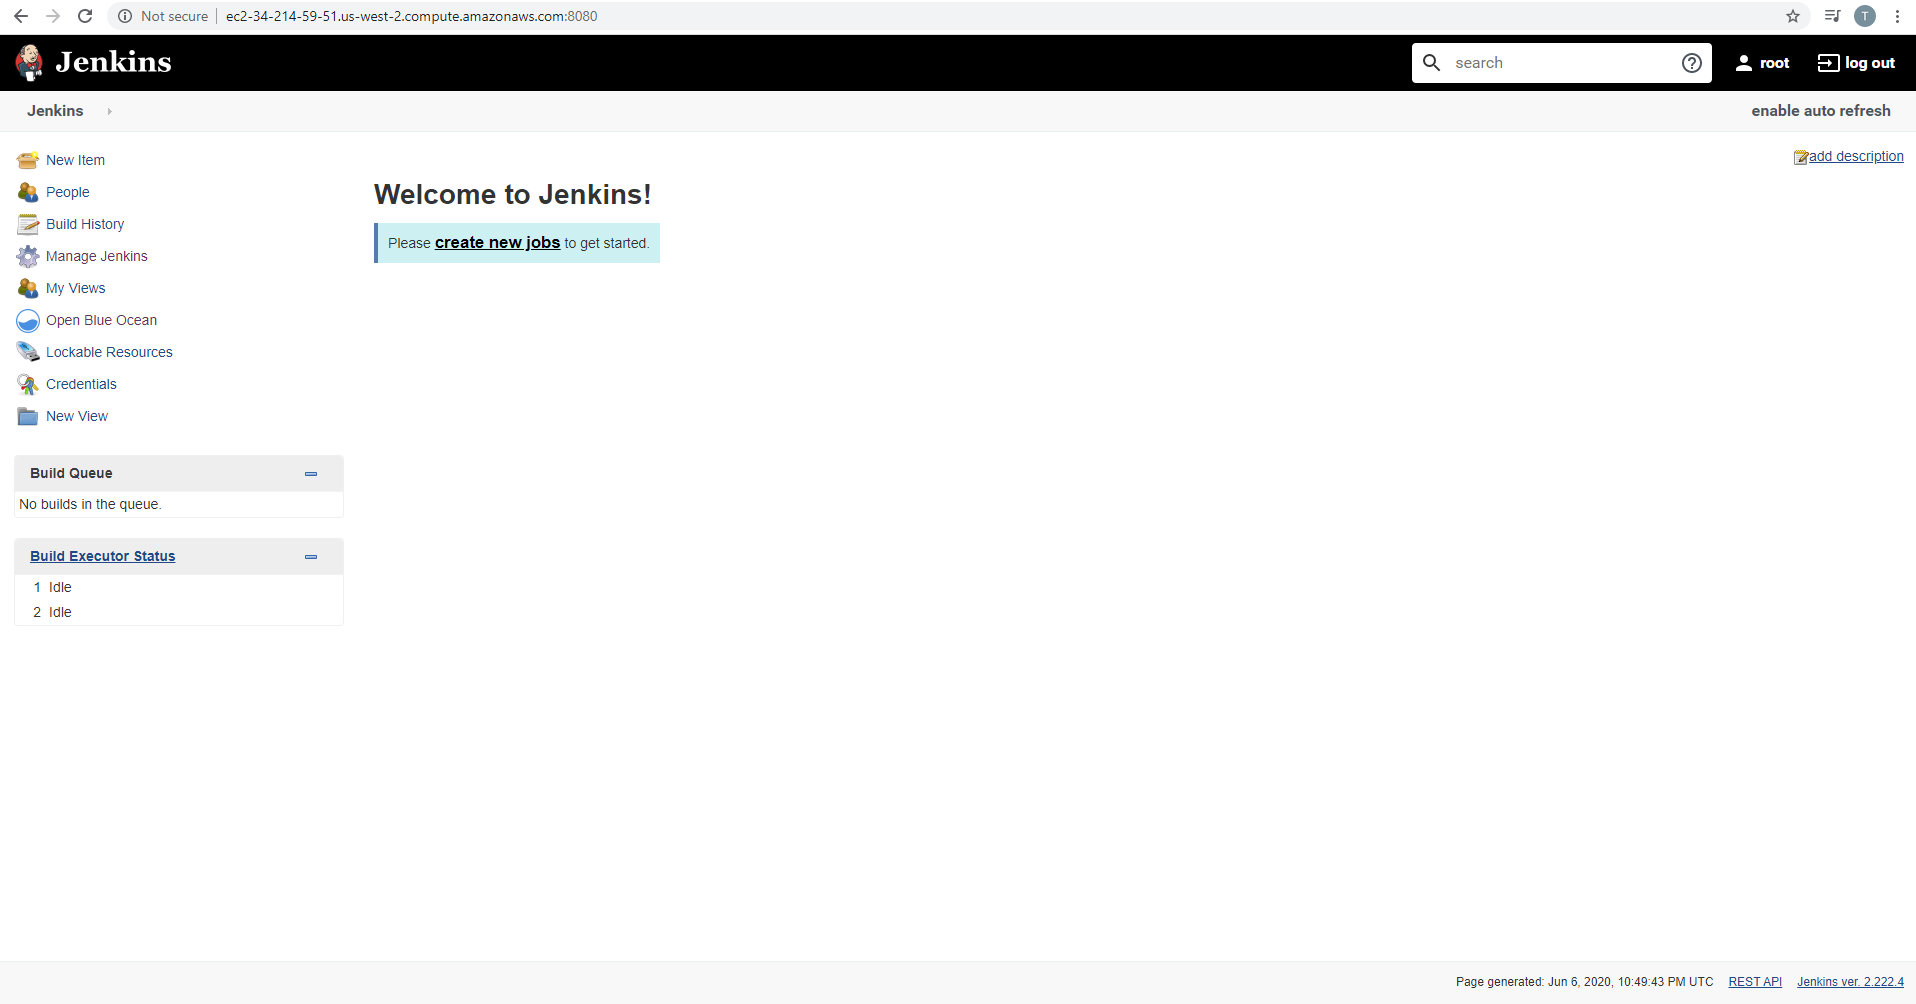 Not secure ec2-34-214-59-51.us-west-2.compute.amazonaws.com:8080
T
Jenkins
search
root
log out
Jenkins
enable auto refresh
New Item
People
Build History
Manage Jenkins
My Views
Open Blue Ocean
Lockable Resources
Credentials
New View
add description
Welcome to Jenkins!
Please create new jobs to get started.
Build Queue
No builds in the queue.
Build Executor Status
1 Idle
2 Idle
Page generated: Jun 6, 2020, 10:49:43 PM UTC REST API Jenkins ver. 2.222.4